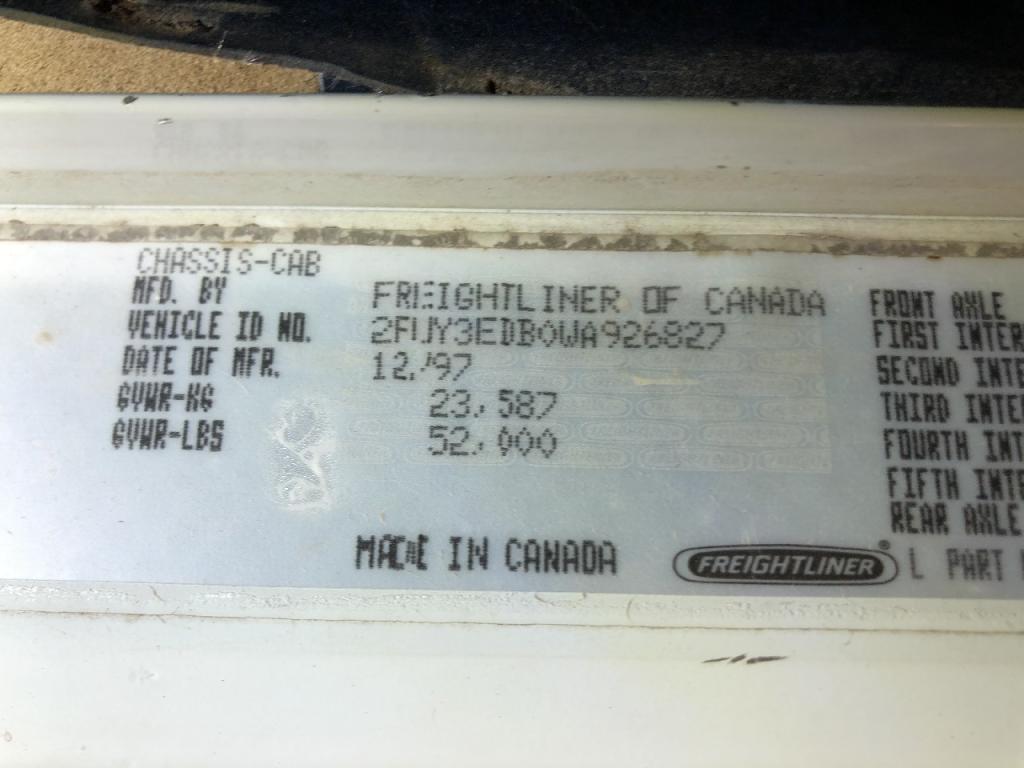 CHASSIS-CAB
MFD. BY FREIGHTLINER OF CANADA
VEHICLE ID NO. 2FUY3EDB0WA926827
DATE OF MFR. 12/97
GVWR-KG 23,587
GVWR-LBS 52,000
MADE IN CANADA
FREIGHTLINER®
FRONT AXLE
FIRST INTER
SECOND INTE
THIRD INTE
FOURTH INT
FIFTH INTE
REAR AXLE
L PART